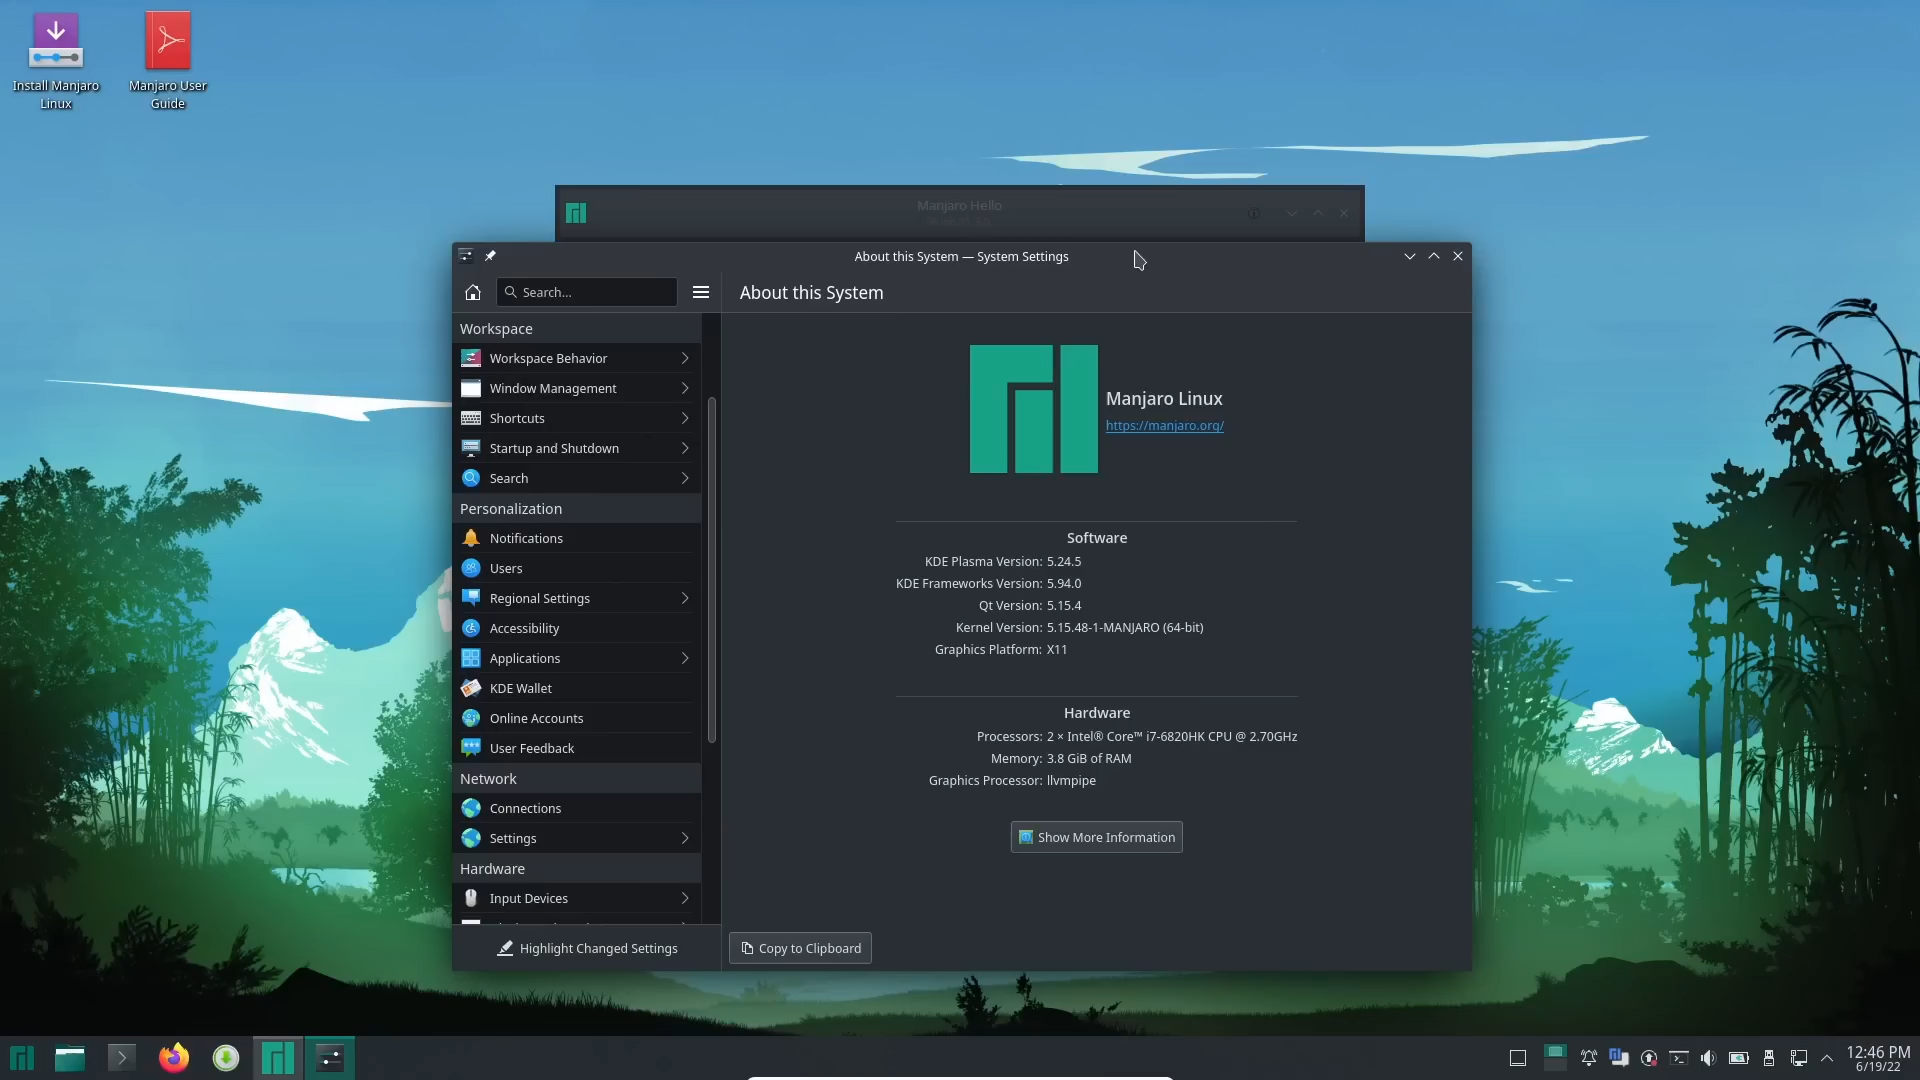 Install Manjaro
Linux
Manjaro User
Guide
Manjaro Hello
About this System — System Settings
Search...
About this System
Workspace
Workspace Behavior
Window Management
Shortcuts
Startup and Shutdown
Search
Personalization
Notifications
Users
Regional Settings
Accessibility
Applications
KDE Wallet
Online Accounts
User Feedback
Network
Connections
Settings
Hardware
Input Devices
Highlight Changed Settings
Manjaro Linux
https://manjaro.org/
Software
KDE Plasma Version: 5.24.5
KDE Frameworks Version: 5.94.0
Qt Version: 5.15.4
Kernel Version: 5.15.48-1-MANJARO (64-bit)
Graphics Platform: X11
Hardware
Processors: 2 × Intel® Core™ i7-6820HK CPU @ 2.70GHz
Memory: 3.8 GiB of RAM
Graphics Processor: llvmpipe
Show More Information
Copy to Clipboard
12:46 PM
6/19/22